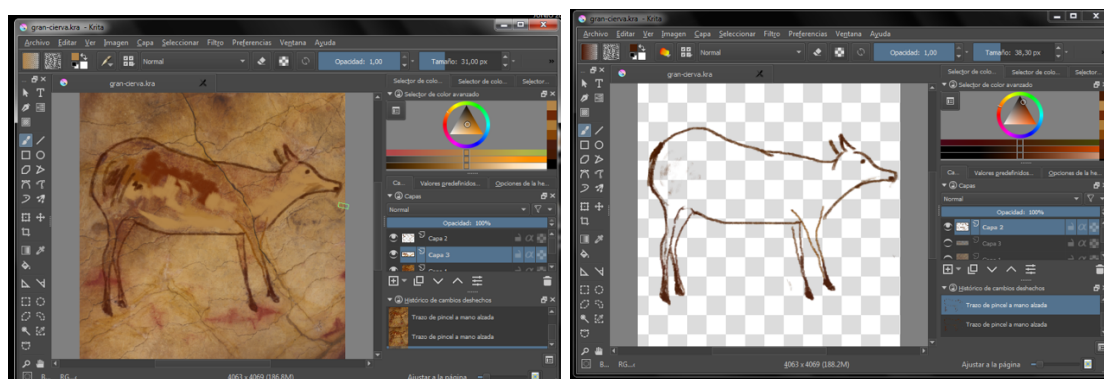 gran-cierva.kra - Krita
Archivo Editar Ver Imagen Capa Seleccionar Filtro Preferencias Ventana Ayuda
Normal
Opacidad: 1,00
Tamaño: 31,00 px
gran-cierva.kra
Selector de colo... Selector de colo... Selector...
Selector de color avanzado
Ca... Valores predefinidos... Opciones de la he...
Capas
Normal
Opacidad: 100%
Capa 2
Capa 3
Histórico de cambios deshechos
Trazo de pincel a mano alzada
Trazo de pincel a mano alzada
B... RG...
4063 x 4069 (186.8M)
Ajustar a la página
gran-cierva.kra - Krita
Archivo Editar Ver Imagen Capa Seleccionar Filtro Preferencias Ventana Ayuda
Normal
Opacidad: 1,00
Tamaño: 38,30 px
gran-cierva.kra
Selector de colo... Selector de colo... Selector...
Selector de color avanzado
Ca... Valores predefinidos... Opciones de la he...
Capas
Normal
Opacidad: 100%
Capa 2
Capa 3
Histórico de cambios deshechos
Trazo de pincel a mano alzada
Trazo de pincel a mano alzada
B... RG...
4063 x 4069 (188.2M)
Ajustar a la página